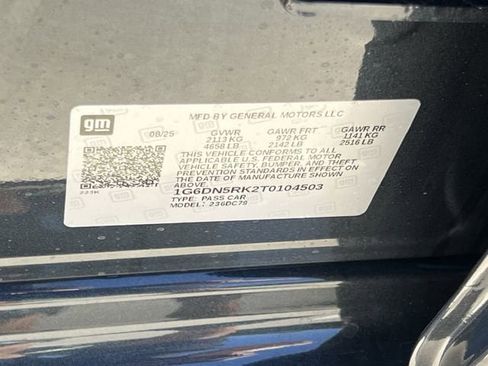 gm
MFD BY GENERAL MOTORS LLC
08/25 GVWR GAWR FRT GAWR RR
2113 KG 972 KG 1141 KG
4658 LB 2142 LB 2516 LB
THIS VEHICLE CONFORMS TO ALL
APPLICABLE U.S. FEDERAL MOTOR
VEHICLE SAFETY, BUMPER, AND THEFT
PREVENTION STANDARDS IN EFFECT ON
THE DATE OF MANUFACTURE SHOWN
ABOVE.
1G6DN5RK2T0104503
TYPE: PASS CAR
MODEL: 236DC79